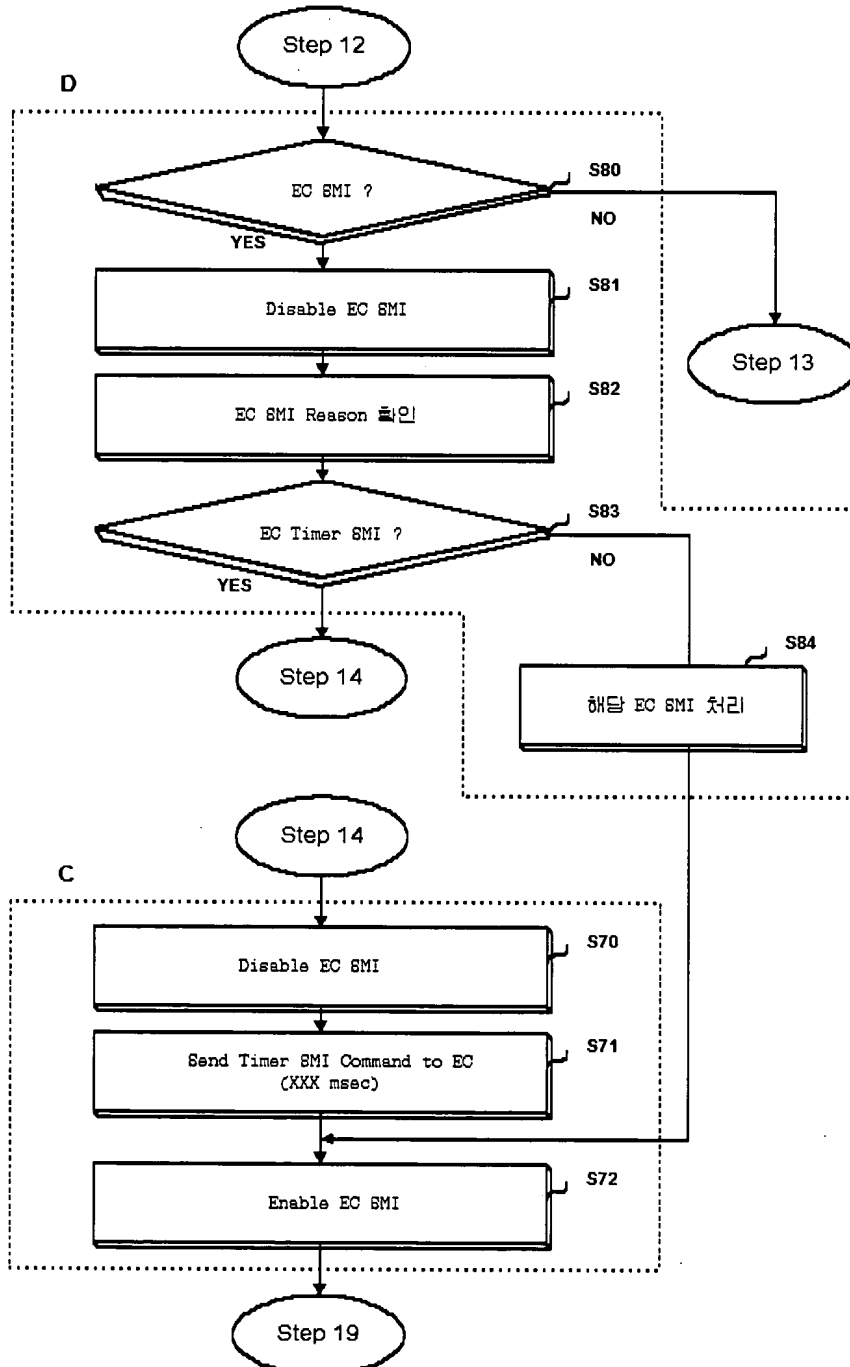 Step 12
D
EC SMI ?
S80
YES
NO
Disable EC SMI
S81
Step 13
EC SMI Reason 확인
S82
EC Timer SMI ?
S83
YES
NO
Step 14
S84
해당 EC SMI 처리
Step 14
C
Disable EC SMI
S70
Send Timer SMI Command to EC
(XXX msec)
S71
Enable EC SMI
S72
Step 19